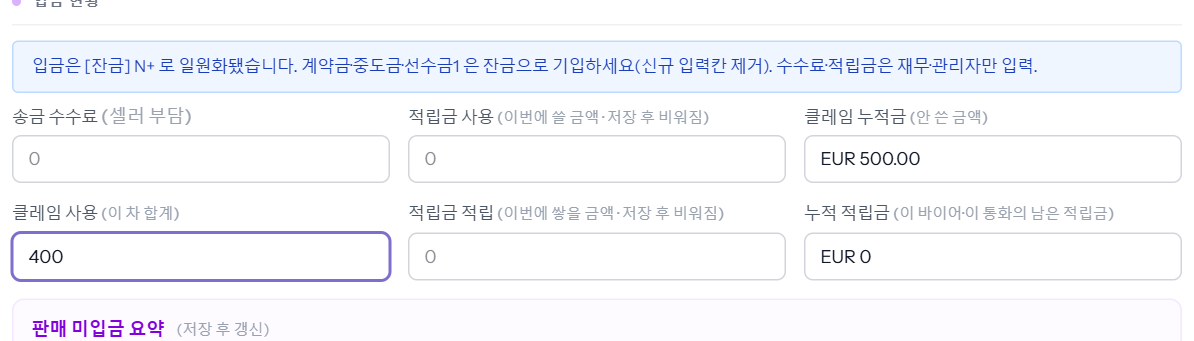 입금 현황
입금은 [잔금] N+ 로 일원화됐습니다. 계약금·중도금·선수금1 은 잔금으로 기입하세요(신규 입력칸 제거). 수수료·적립금은 재무·관리자만 입력.
송금 수수료 (셀러 부담) 적립금 사용 (이번에 쓸 금액·저장 후 비워짐) 클레임 누적금 (안 쓴 금액)
0 0 EUR 500.00
클레임 사용 (이 차 합계) 적립금 적립 (이번에 쌓을 금액·저장 후 비워짐) 누적 적립금 (이 바이어·이 통화의 남은 적립금)
400 0 EUR 0
판매 미입금 요약 (저장 후 갱신)